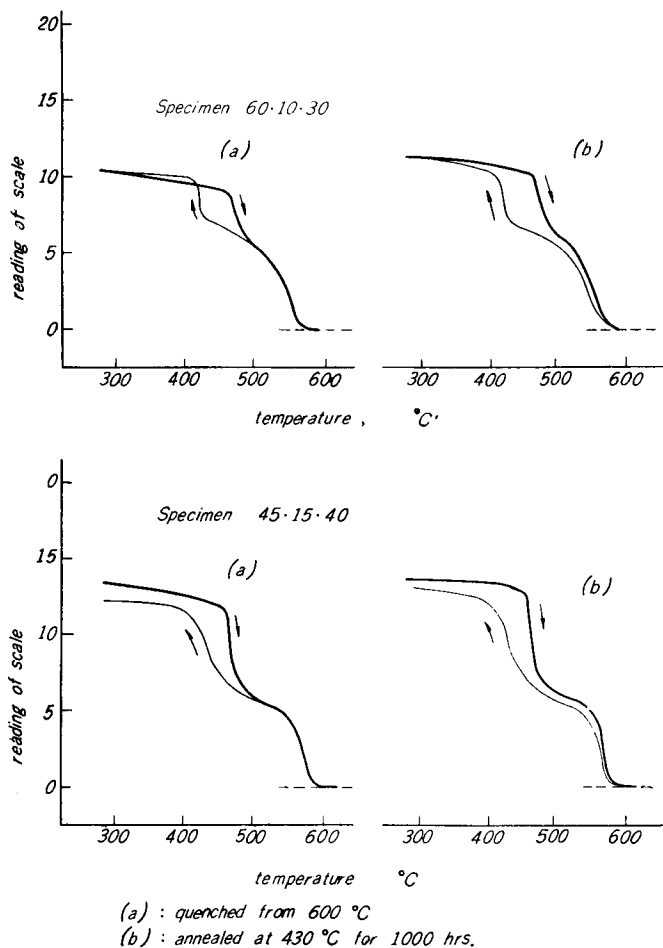 20
15
10
5
0
reading of scale
Specimen 60·10·30
(a)
(b)
300 400 500 600
300 400 500 600
temperature , °C·
0
15
10
5
0
reading of scale
Specimen 45·15·40
(a)
(b)
300 400 500 600
300 400 500 600
temperature °C
(a) : quenched from 600 °C
(b) : annealed at 430 °C for 1000 hrs.